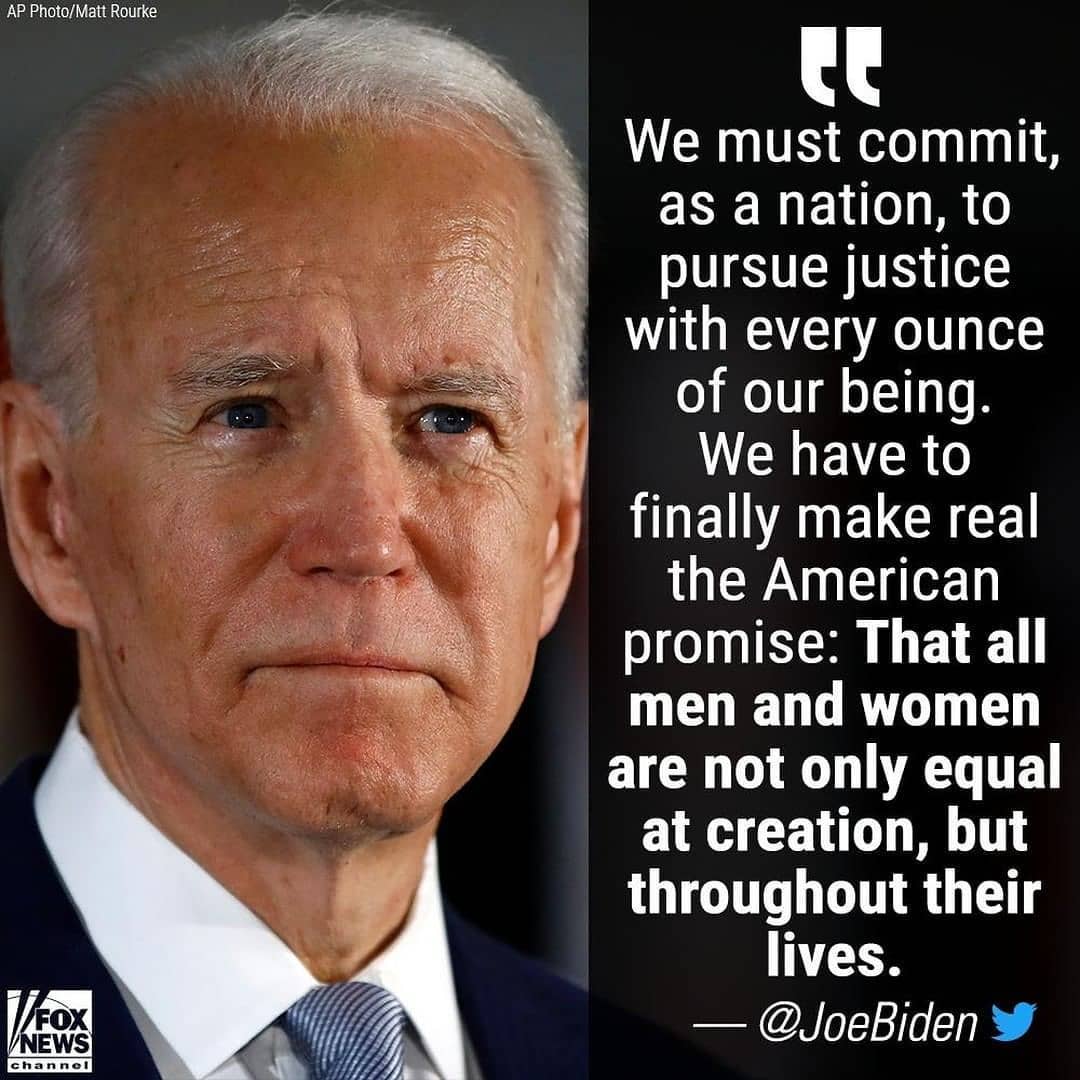 AP Photo/Matt Rourke
We must commit,
as a nation, to
pursue justice
with every ounce
of our being.
We have to
finally make real
the American
promise: That all
men and women
are not only equal
at creation, but
throughout their
lives.
— @JoeBiden
FOX
NEWS
channel